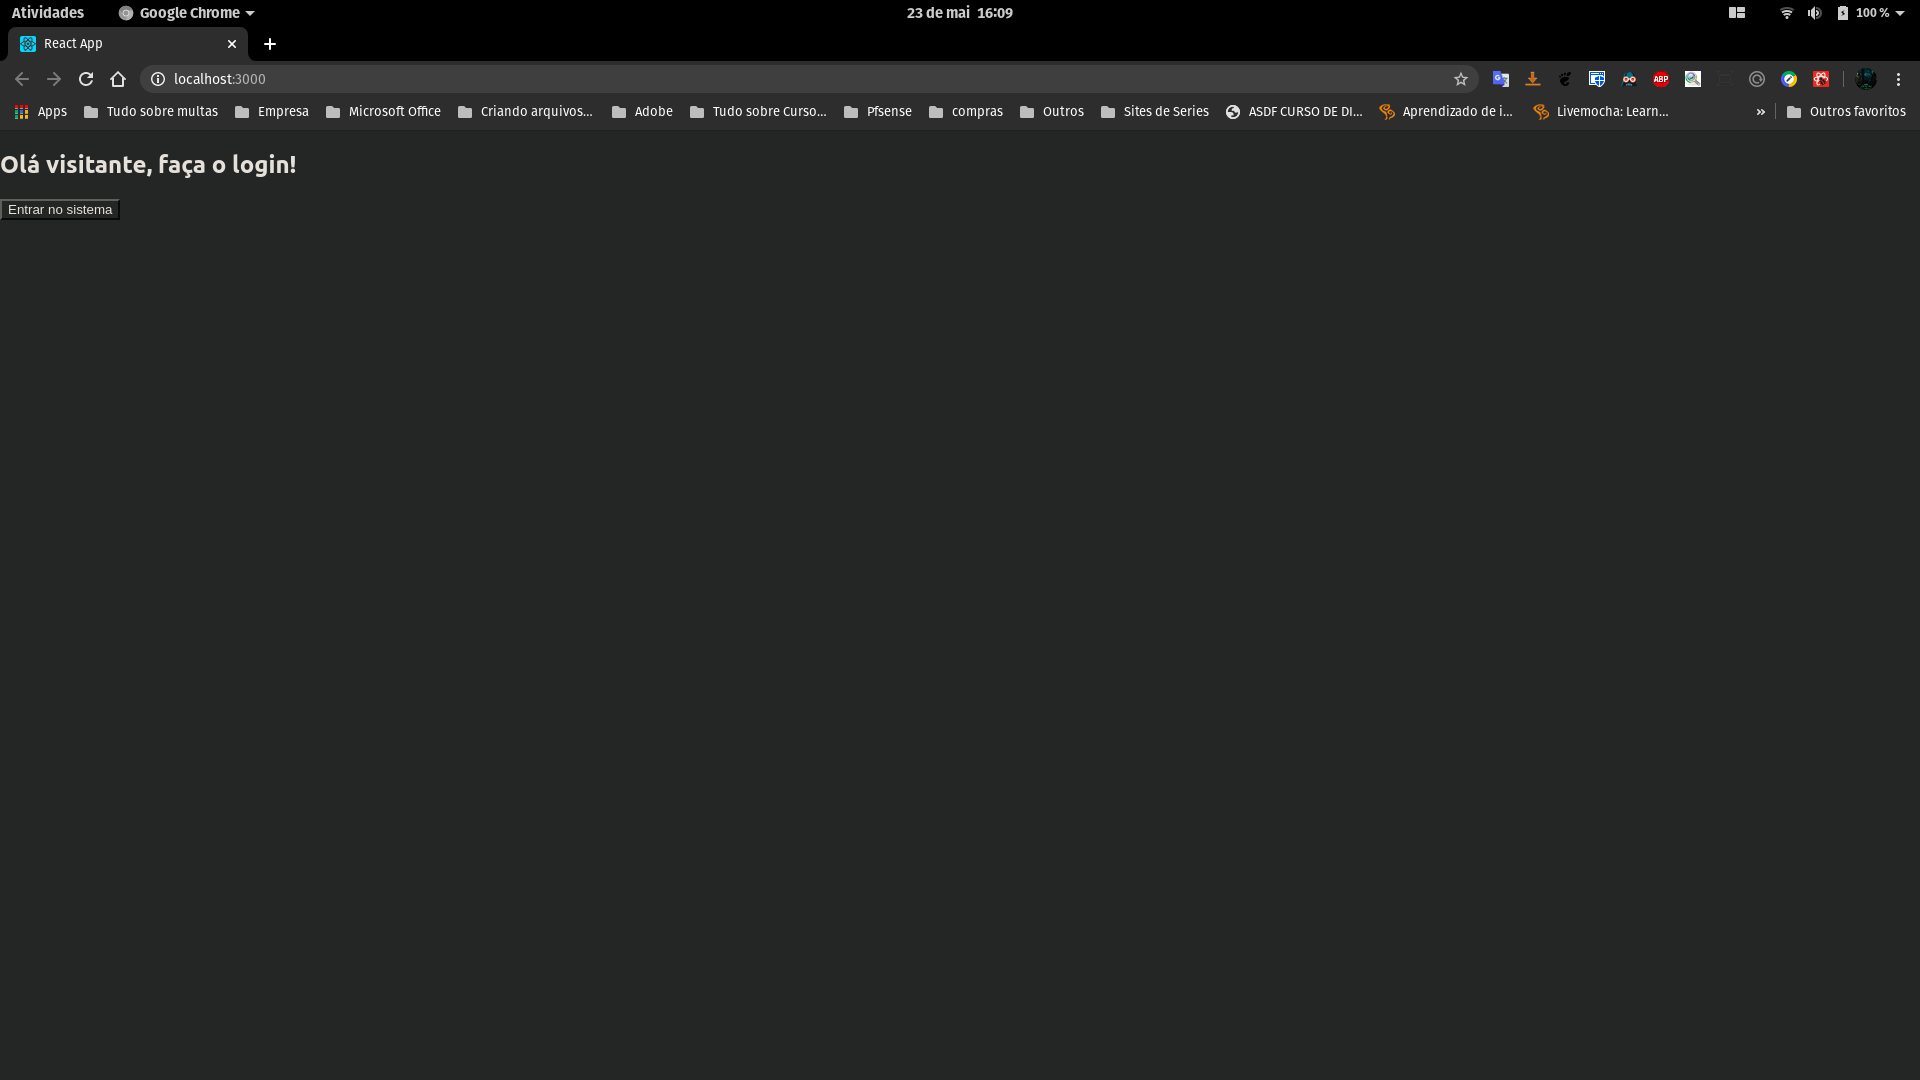 Atividades Google Chrome 23 de mai 16:09 100 %
React App
localhost:3000 ABP
Apps Tudo sobre multas Empresa Microsoft Office Criando arquivos... Adobe Tudo sobre Curso... Pfsense compras Outros Sites de Series ASDF CURSO DE DI... Aprendizado de i... Livemocha: Learn... » Outros favoritos
Olá visitante, faça o login!
Entrar no sistema